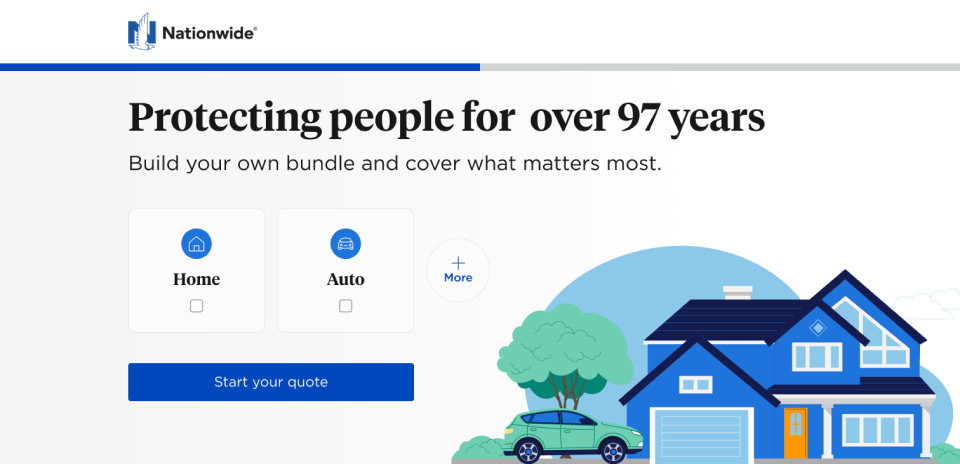 Nationwide®
Protecting people for over 97 years
Build your own bundle and cover what matters most.
Home
Auto
More
Start your quote